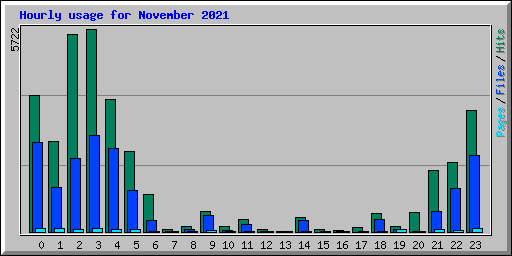 Hourly usage for November 2021
5722
Pages/Files/Hits
0 1 2 3 4 5 6 7 8 9 10 11 12 13 14 15 16 17 18 19 20 21 22 23